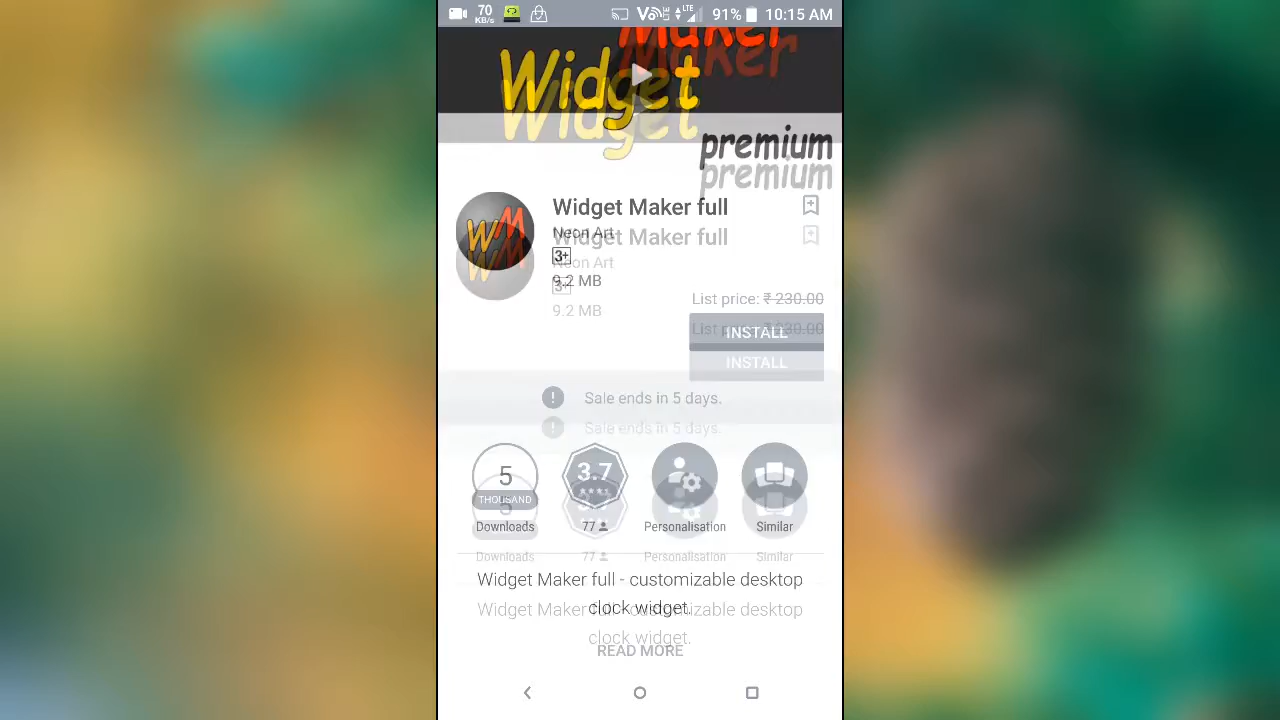 70 KB/s VoLTE LTE 91% 10:15 AM
Maker
Widget
premium
Widget Maker full
Neon Art
3+
9.2 MB
List price: ₹ 230.00
INSTALL
Sale ends in 5 days.
5 3.7
THOUSAND
Downloads 77 Personalisation Similar
Widget Maker full - customizable desktop
clock widget.
READ MORE